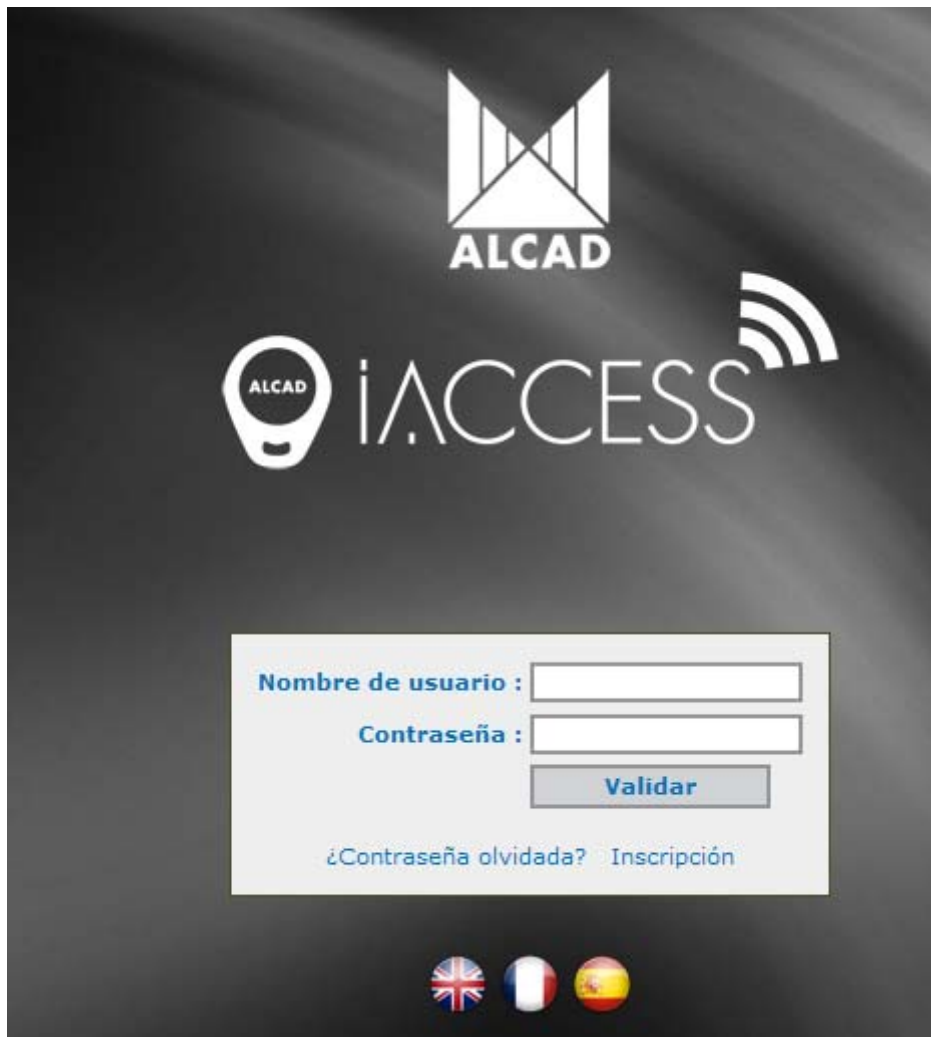 ALCAD
ALCAD
iACCESS
Nombre de usuario :
Contraseña :
Validar
¿Contraseña olvidada? Inscripción